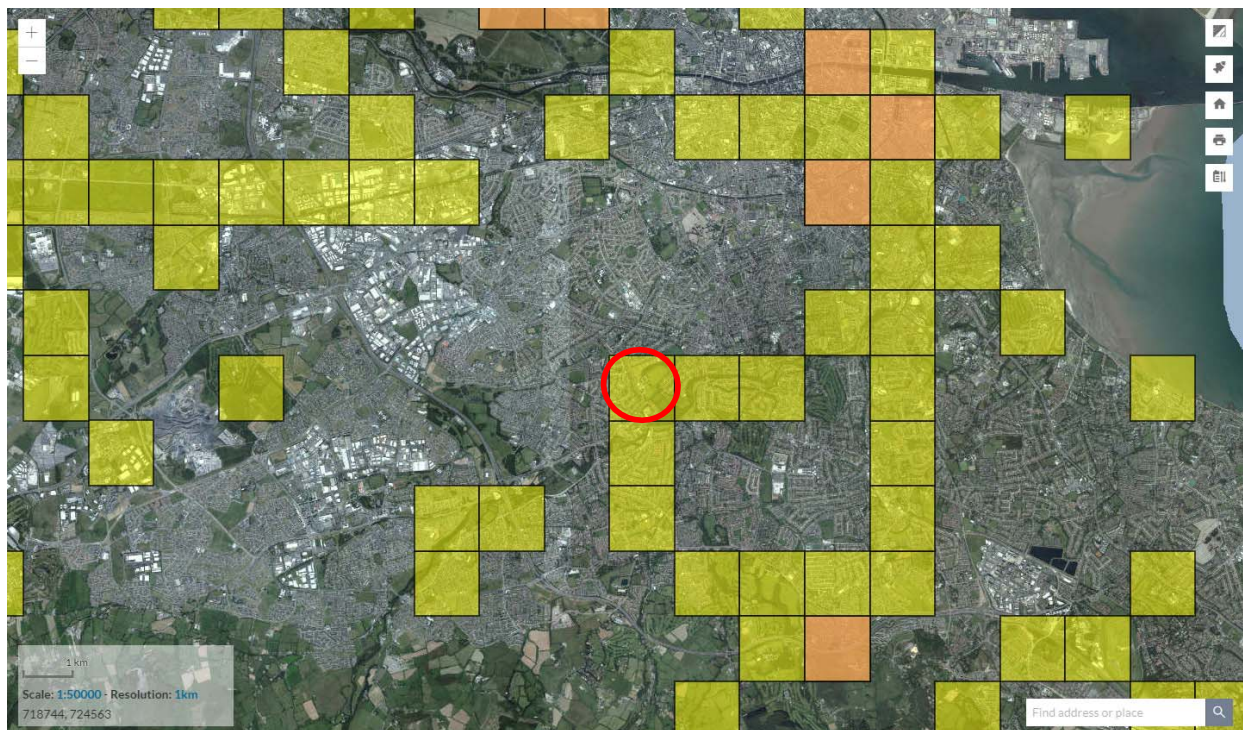 +
−
1 km
Scale: 1:50000 - Resolution: 1km
718744, 724563
Find address or place